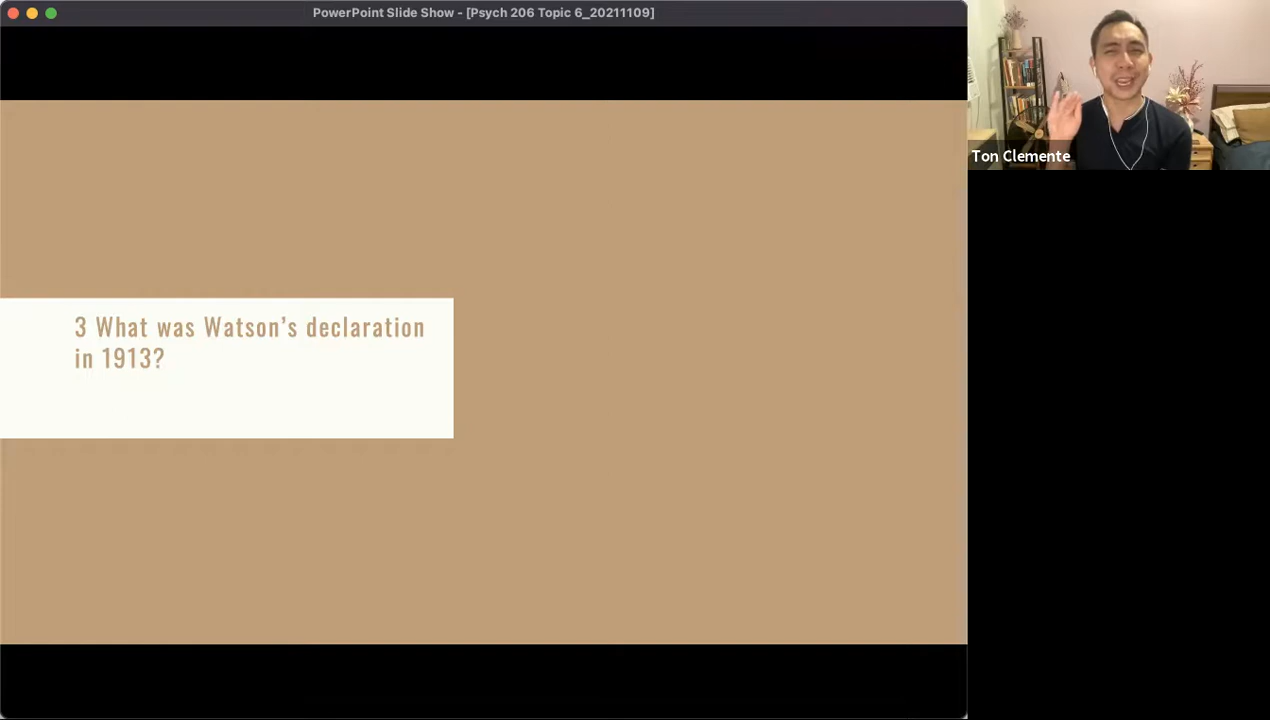 PowerPoint Slide Show - [Psych 206 Topic 6_20211109]
Ton Clemente
3 What was Watson’s declaration
in 1913?